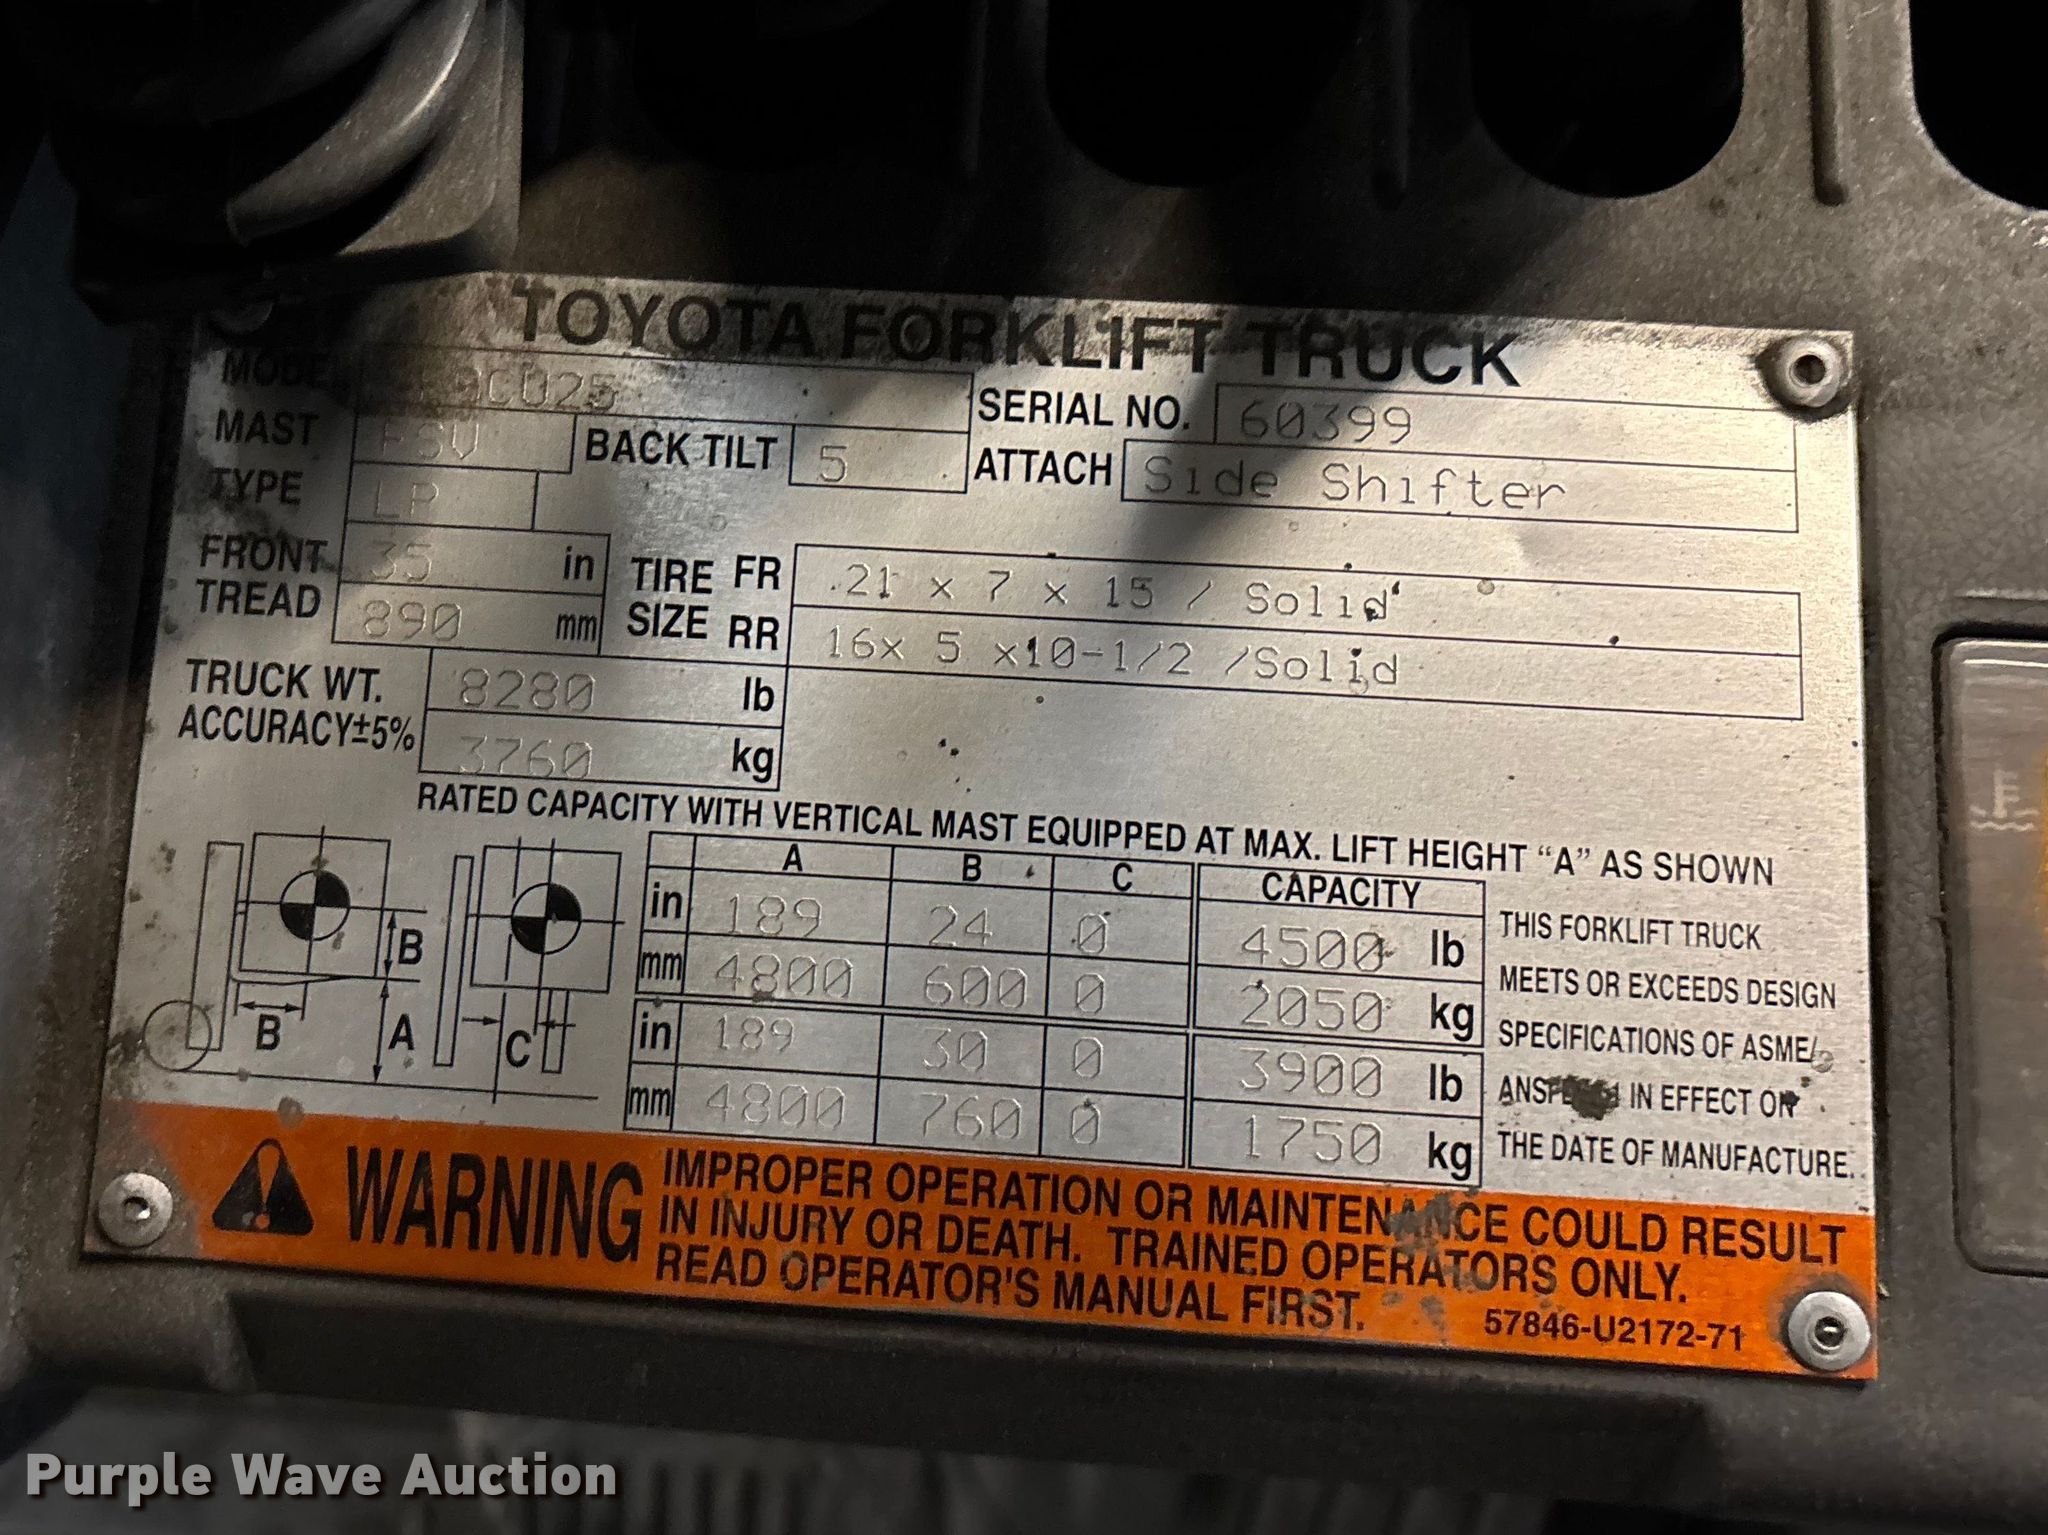 TOYOTA FORKLIFT TRUCK
MODEL
SERIAL NO. 60399
MAST FSV BACK TILT 5 ATTACH Side Shifter
TYPE LP
FRONT TREAD 35 in
890 mm
TIRE SIZE FR 21 x 7 x 15 / Solid
RR 16x 5 x10-1/2 /Solid
TRUCK WT. 8280 lb
ACCURACY±5% 3760 kg
RATED CAPACITY WITH VERTICAL MAST EQUIPPED AT MAX. LIFT HEIGHT "A" AS SHOWN
A B C CAPACITY
in 189 24 0 4500 lb
mm 4800 600 0 2050 kg
in 189 30 0 3900 lb
mm 4800 760 0 1750 kg
B
B A C
THIS FORKLIFT TRUCK
MEETS OR EXCEEDS DESIGN
SPECIFICATIONS OF ASME/
IN EFFECT ON
THE DATE OF MANUFACTURE.
WARNING
IMPROPER OPERATION OR MAINTENANCE COULD RESULT
IN INJURY OR DEATH. TRAINED OPERATORS ONLY.
READ OPERATOR'S MANUAL FIRST.
57846-U2172-71
Purple Wave Auction